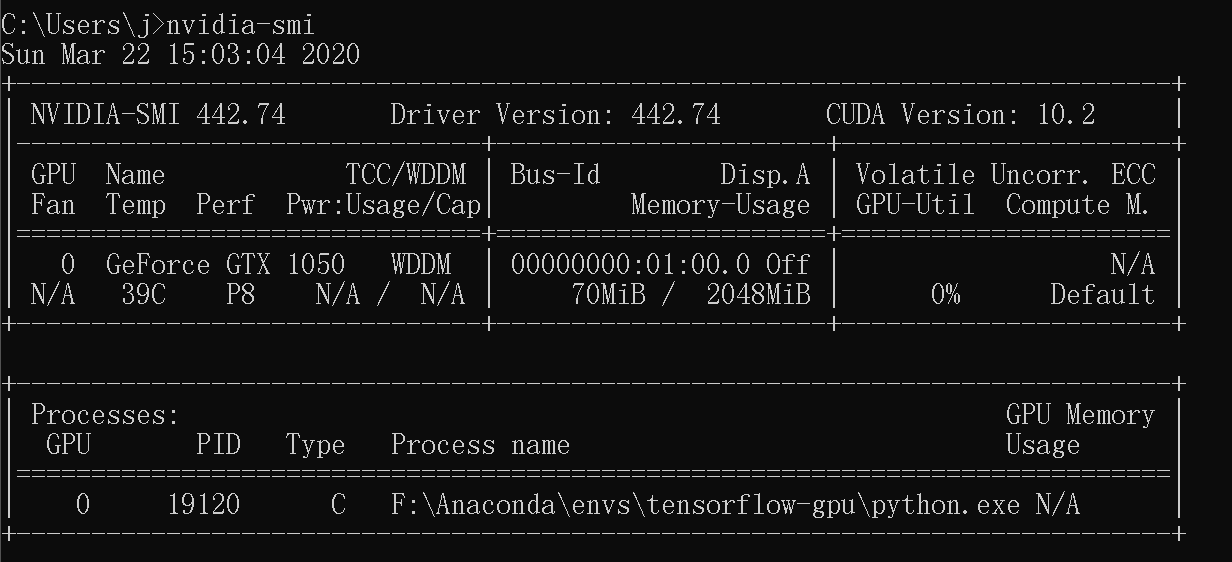 C:\Users\j>nvidia-smi
Sun Mar 22 15:03:04 2020
+-----------------------------------------------------------------------------+
| NVIDIA-SMI 442.74       Driver Version: 442.74       CUDA Version: 10.2     |
|-------------------------------+----------------------+----------------------+
| GPU  Name            TCC/WDDM | Bus-Id        Disp.A | Volatile Uncorr. ECC |
| Fan  Temp  Perf  Pwr:Usage/Cap|         Memory-Usage | GPU-Util  Compute M. |
|===============================+======================+======================|
|   0  GeForce GTX 1050   WDDM  | 00000000:01:00.0 Off |                  N/A |
| N/A   39C    P8    N/A /  N/A |     70MiB /  2048MiB |      0%      Default |
+-------------------------------+----------------------+----------------------+

+-----------------------------------------------------------------------------+
| Processes:                                                       GPU Memory |
|  GPU       PID   Type   Process name                             Usage      |
|=============================================================================|
|    0     19120      C   F:\Anaconda\envs\tensorflow-gpu\python.exe N/A      |
+-----------------------------------------------------------------------------+